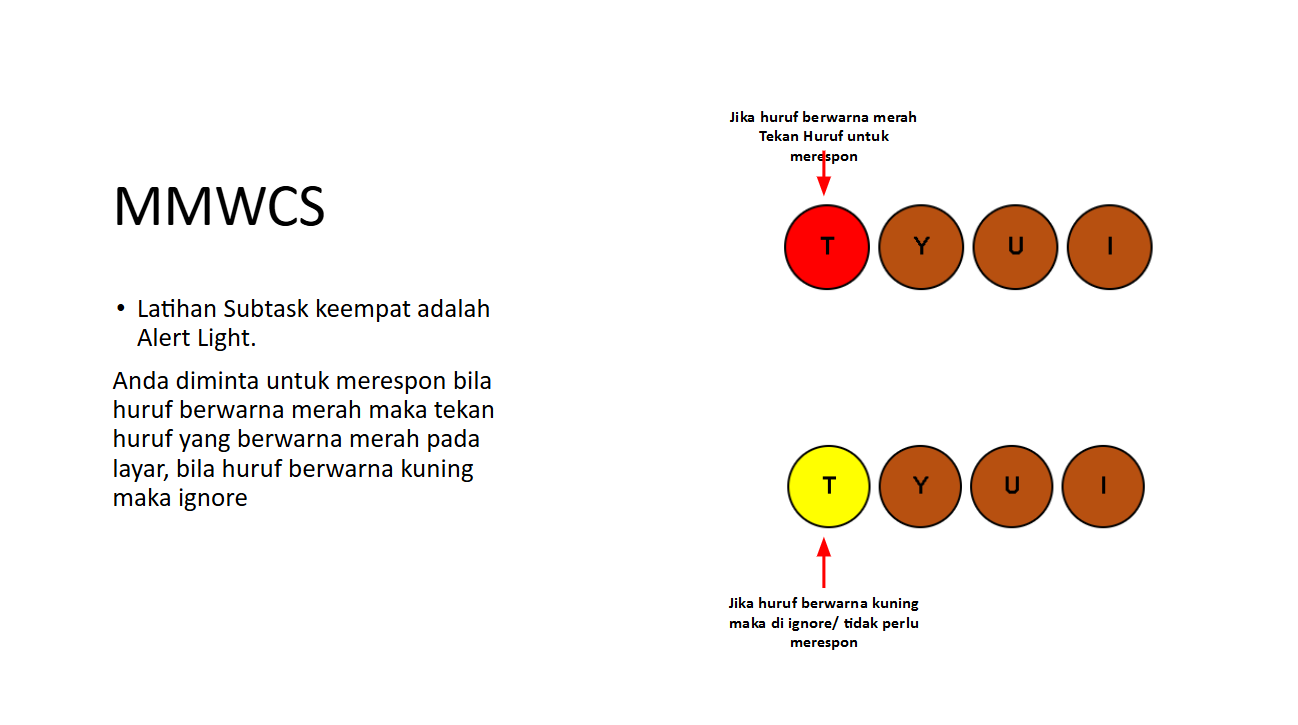 MMWCS
• Latihan Subtask keempat adalah
Alert Light.
Anda diminta untuk merespon bila
huruf berwarna merah maka tekan
huruf yang berwarna merah pada
layar, bila huruf berwarna kuning
maka ignore
Jika huruf berwarna merah
Tekan Huruf untuk
merespon
T Y U I
T Y U I
Jika huruf berwarna kuning
maka di ignore/ tidak perlu
merespon